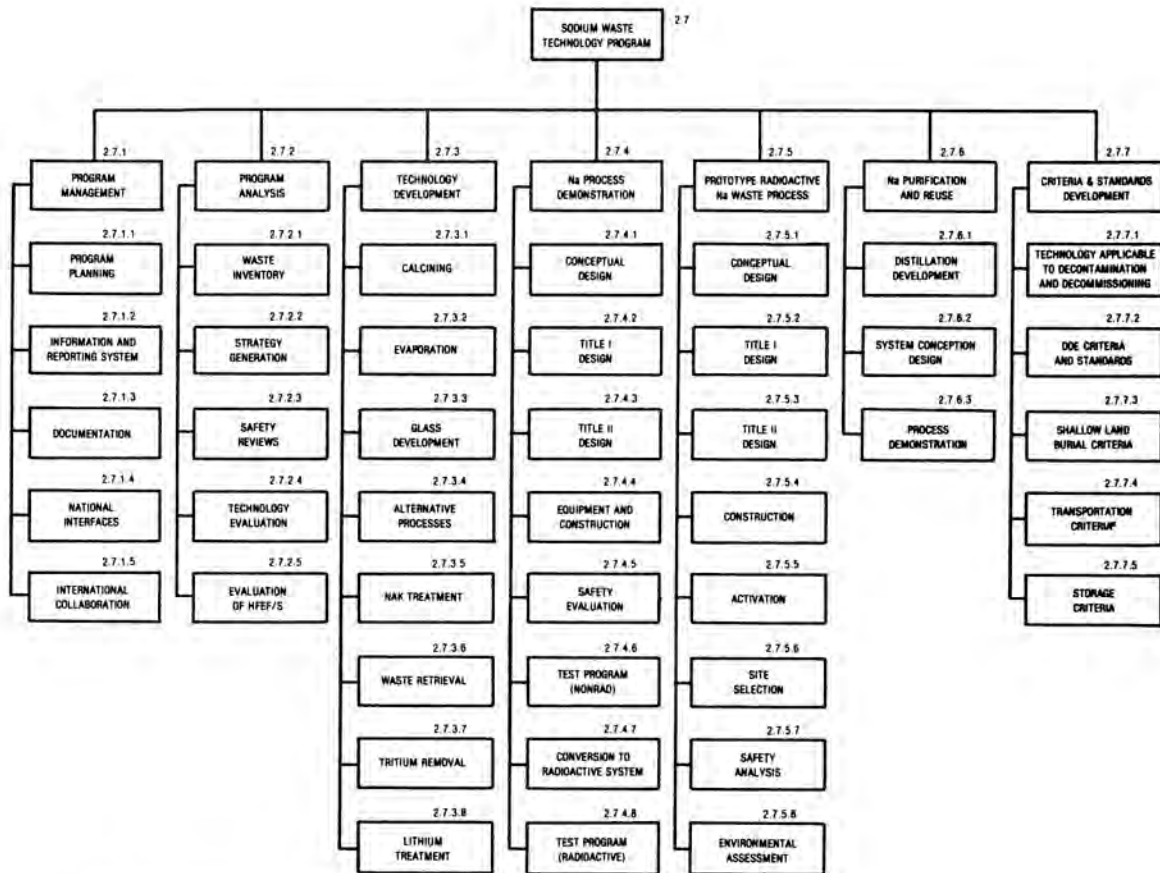 2.7
SODIUM WASTE
TECHNOLOGY PROGRAM
2.7.1
PROGRAM
MANAGEMENT
2.7.1.1
PROGRAM
PLANNING
2.7.1.2
INFORMATION AND
REPORTING SYSTEM
2.7.1.3
DOCUMENTATION
2.7.1.4
NATIONAL
INTERFACES
2.7.1.5
INTERNATIONAL
COLLABORATION
2.7.2
PROGRAM
ANALYSIS
2.7.2.1
WASTE
INVENTORY
2.7.2.2
STRATEGY
GENERATION
2.7.2.3
SAFETY
REVIEWS
2.7.2.4
TECHNOLOGY
EVALUATION
2.7.2.5
EVALUATION
OF HFEF/S
2.7.3
TECHNOLOGY
DEVELOPMENT
2.7.3.1
CALCINING
2.7.3.2
EVAPORATION
2.7.3.3
GLASS
DEVELOPMENT
2.7.3.4
ALTERNATIVE
PROCESSES
2.7.3.5
NAK TREATMENT
2.7.3.6
WASTE RETRIEVAL
2.7.3.7
TRITIUM REMOVAL
2.7.3.8
LITHIUM
TREATMENT
2.7.4
Na PROCESS
DEMONSTRATION
2.7.4.1
CONCEPTUAL
DESIGN
2.7.4.2
TITLE I
DESIGN
2.7.4.3
TITLE II
DESIGN
2.7.4.4
EQUIPMENT AND
CONSTRUCTION
2.7.4.5
SAFETY
EVALUATION
2.7.4.6
TEST PROGRAM
(NONRAD)
2.7.4.7
CONVERSION TO
RADIOACTIVE SYSTEM
2.7.4.8
TEST PROGRAM
(RADIOACTIVE)
2.7.5
PROTOTYPE RADIOACTIVE
Na WASTE PROCESS
2.7.5.1
CONCEPTUAL
DESIGN
2.7.5.2
TITLE I
DESIGN
2.7.5.3
TITLE II
DESIGN
2.7.5.4
CONSTRUCTION
2.7.5.5
ACTIVATION
2.7.5.6
SITE
SELECTION
2.7.5.7
SAFETY
ANALYSIS
2.7.5.8
ENVIRONMENTAL
ASSESSMENT
2.7.6
Na PURIFICATION
AND REUSE
2.7.6.1
DISTILLATION
DEVELOPMENT
2.7.6.2
SYSTEM CONCEPTION
DESIGN
2.7.6.3
PROCESS
DEMONSTRATION
2.7.7
CRITERIA & STANDARDS
DEVELOPMENT
2.7.7.1
TECHNOLOGY APPLICABLE
TO DECONTAMINATION
AND DECOMMISSIONING
2.7.7.2
DOE CRITERIA
AND STANDARDS
2.7.7.3
SHALLOW LAND
BURIAL CRITERIA
2.7.7.4
TRANSPORTATION
CRITERIA
2.7.7.5
STORAGE
CRITERIA